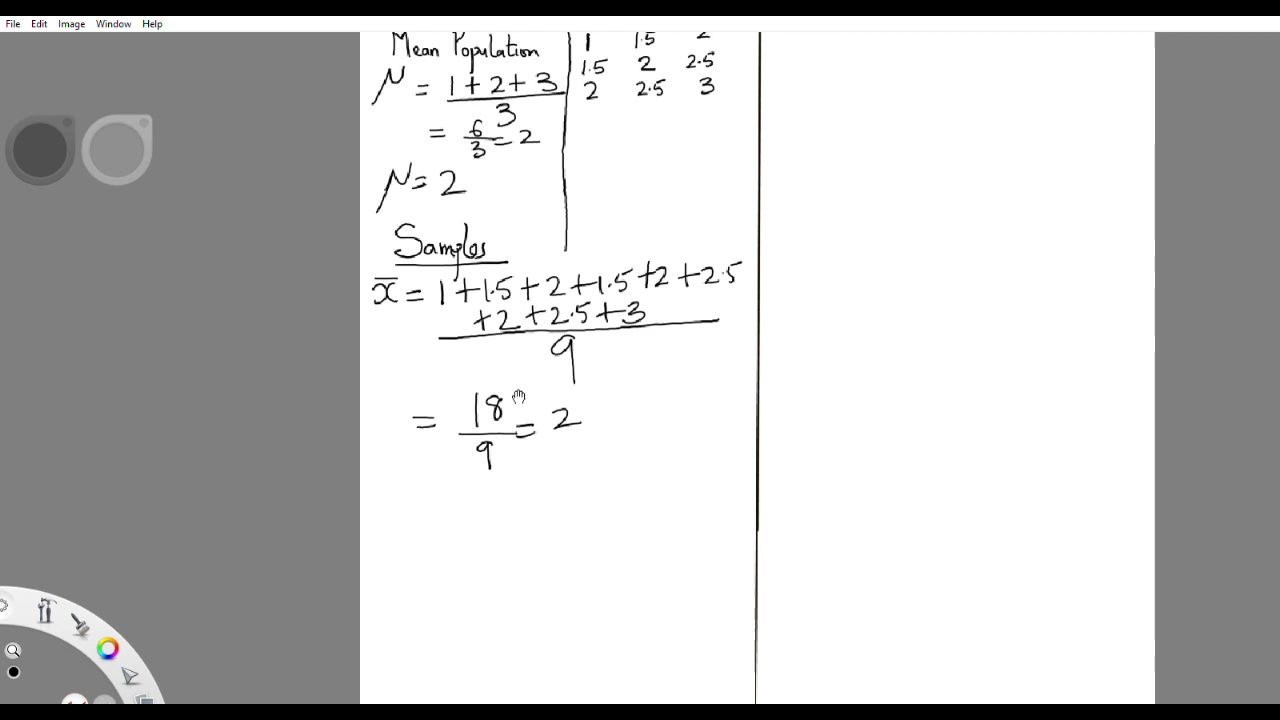 File Edit Image Window Help
Mean Population
μ = 1 + 2 + 3
3
= 6/3 = 2
μ = 2
1 1.5 2
1.5 2 2.5
2 2.5 3
Samples
x̄ = 1 + 1.5 + 2 + 1.5 + 2 + 2.5
+ 2 + 2.5 + 3
9
= 18/9 = 2